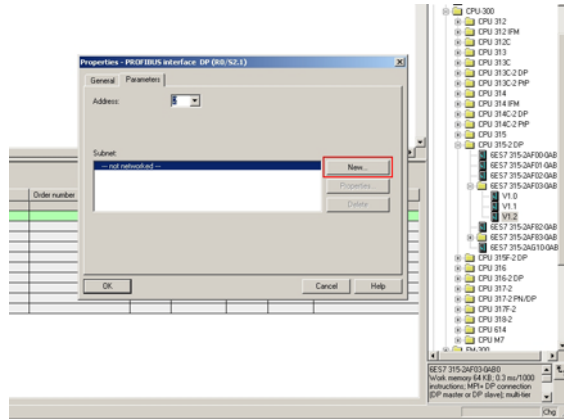 Properties - PROFIBUS interface DP (R0/S2.1)
General
Parameters
Address:
2
Subnet:
--- not networked ---
New...
Properties...
Delete
OK
Cancel
Help
Order number
CPU-300
CPU 312
CPU 312 IFM
CPU 312C
CPU 313
CPU 313C
CPU 313C-2 DP
CPU 313C-2 PtP
CPU 314
CPU 314 IFM
CPU 314C-2 DP
CPU 314C-2 PtP
CPU 315
CPU 315-2 DP
6ES7 315-2AF00-0AB
6ES7 315-2AF01-0AB
6ES7 315-2AF02-0AB
6ES7 315-2AF03-0AB
V1.0
V1.1
V1.2
6ES7 315-2AF82-0AB
6ES7 315-2AF83-0AB
6ES7 315-2AG10-0AB
CPU 315F-2 DP
CPU 316
CPU 316-2 DP
CPU 317-2
CPU 317-2 PN/DP
CPU 317F-2
CPU 318-2
CPU 614
CPU M7
FM-300
6ES7 315-2AF03-0AB0
Work memory 64 KB; 0.3 ms/1000
instructions; MPI+ DP connection
(DP master or DP slave); multi-tier
Chg